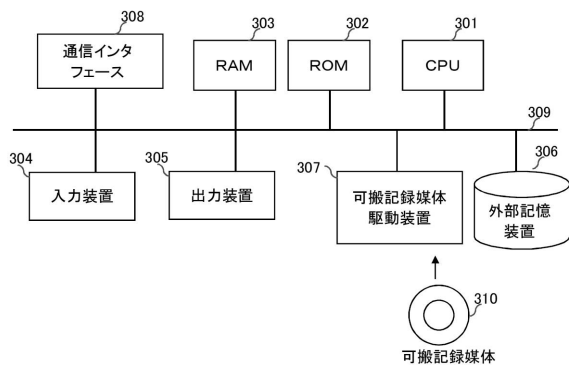 308
303
302
301
通信インタ
フェース
RAM
ROM
CPU
309
304
305
307
306
入力装置
出力装置
可搬記録媒体
駆動装置
外部記憶
装置
310
可搬記録媒体